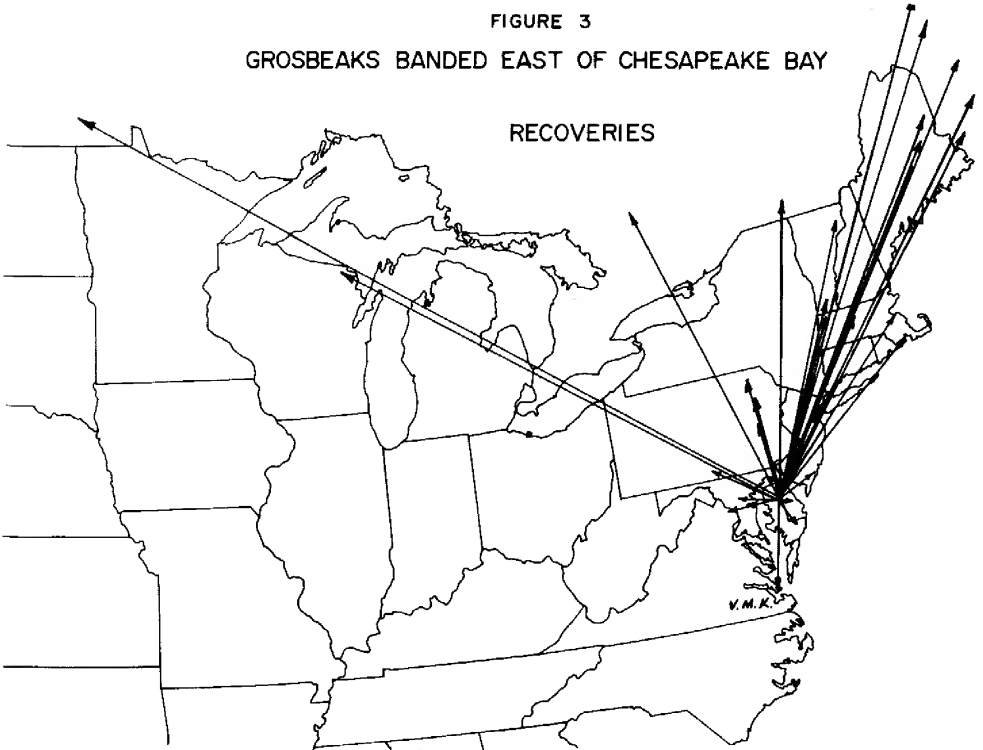 FIGURE 3
GROSBEAKS BANDED EAST OF CHESAPEAKE BAY
RECOVERIES
V.M.K.